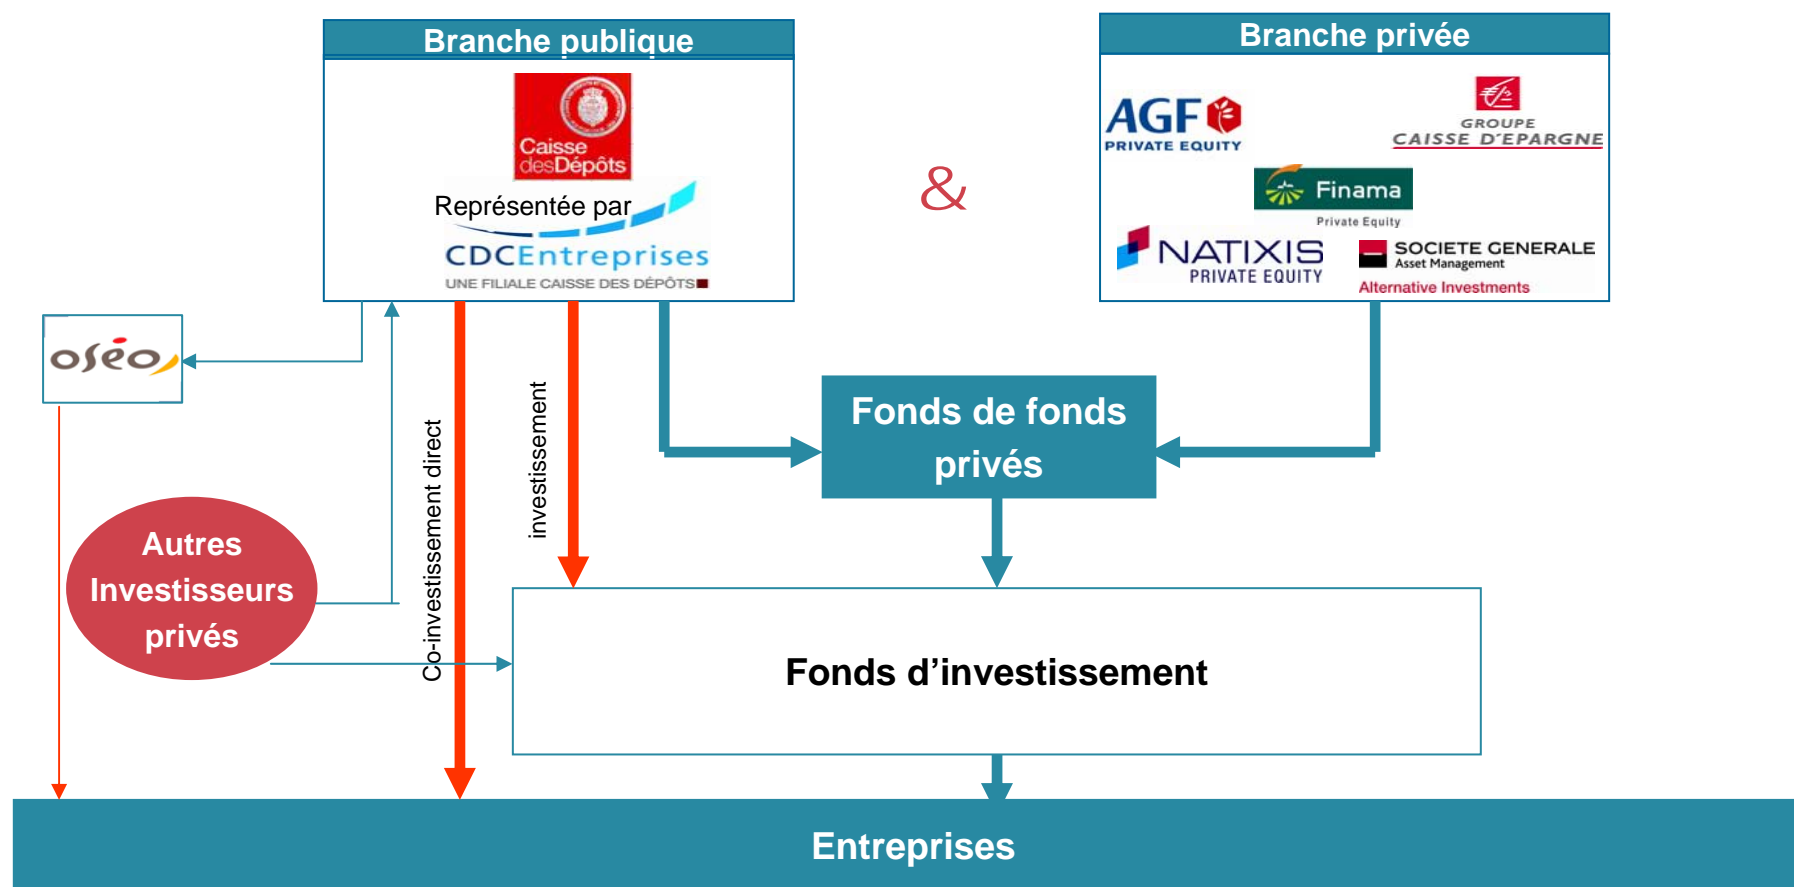 Branche publique
Caisse
desDépôts
Représentée par
CDCEntreprises
UNE FILIALE CAISSE DES DÉPÔTS
&
Branche privée
AGF
PRIVATE EQUITY
GROUPE
CAISSE D'EPARGNE
Finama
Private Equity
NATIXIS
PRIVATE EQUITY
SOCIETE GENERALE
Asset Management
Alternative Investments
oséo
Co-investissement direct
investissement
Fonds de fonds
privés
Autres
Investisseurs
privés
Fonds d’investissement
Entreprises